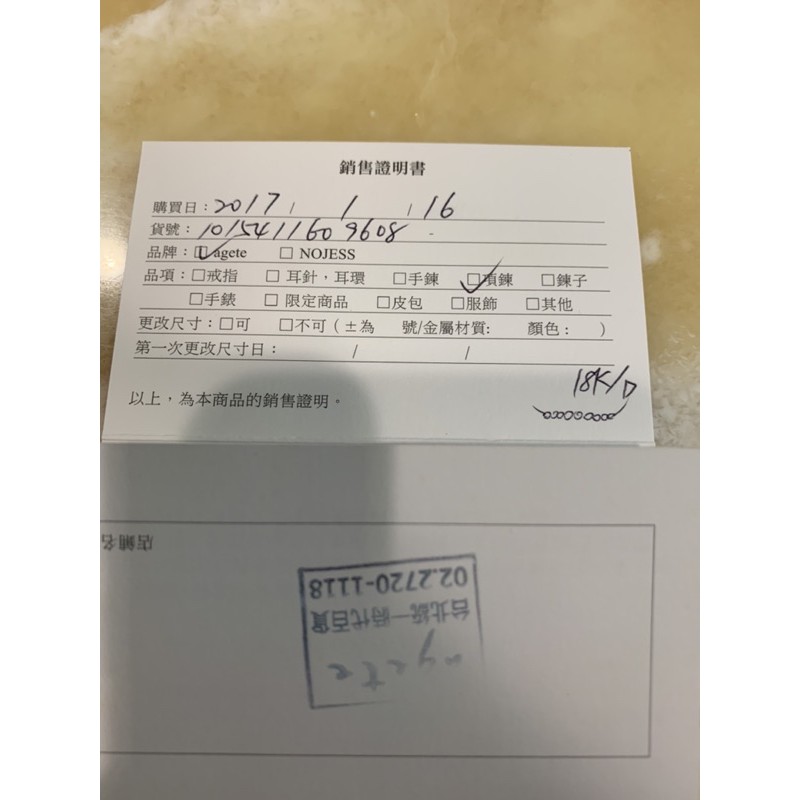 銷售證明書
購買日：2017 / 1 / 16
貨號：1015411609608
品牌：☑ agete □ NOJESS
品項：□戒指 □ 耳針，耳環 □手鍊 ☑項鍊 □鍊子
□手錶 □ 限定商品 □皮包 □服飾 □其他
更改尺寸：□可 □不可（±為 號/金屬材質: 顏色： ）
第一次更改尺寸日： / /
18K/D
以上，為本商品的銷售證明。
店鋪名
agete
台北統一時代百貨
02.2720-1118